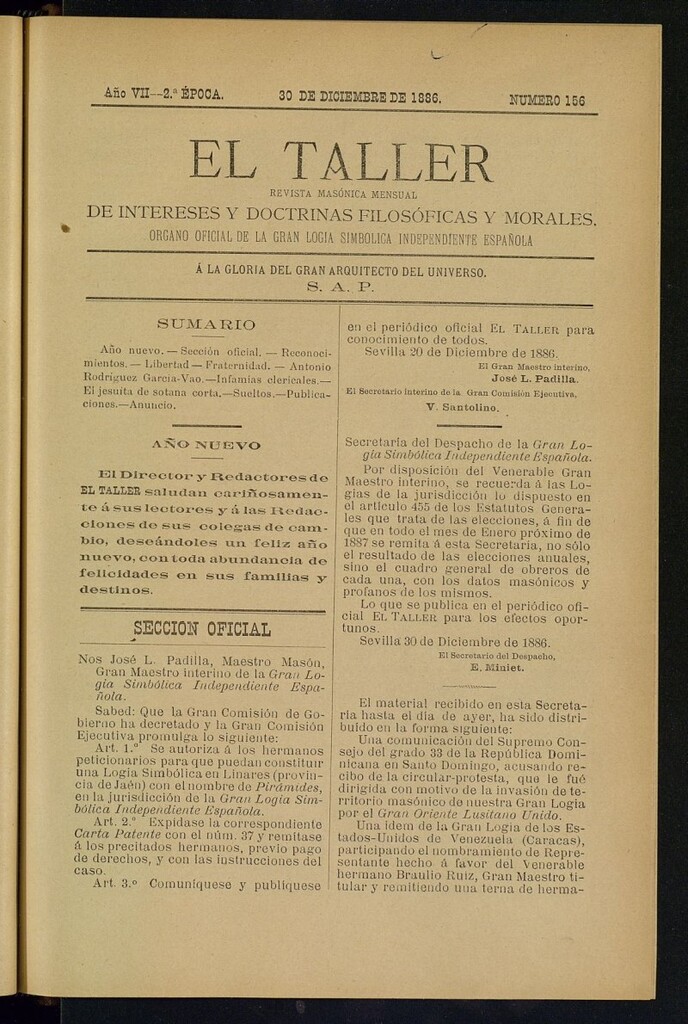 Año VII--2.ª ÉPOCA. 30 DE DICIEMBRE DE 1886. NUMERO 156
EL TALLER
REVISTA MASÓNICA MENSUAL
DE INTERESES Y DOCTRINAS FILOSÓFICAS Y MORALES.
ORGANO OFICIAL DE LA GRAN LOGIA SIMBOLICA INDEPENDIENTE ESPAÑOLA
Á LA GLORIA DEL GRAN ARQUITECTO DEL UNIVERSO.
S. A. P.
SUMARIO
Año nuevo. — Sección oficial. — Reconoci-
mientos. — Libertad — Fraternidad. — Antonio
Rodríguez García-Vao. —Infamias clericales.—
El jesuita de sotana corta.—Sueltos.—Publica-
ciones.—Anuncio.
AÑO NUEVO
El Director y Redactores de
EL TALLER saludan cariñosamen-
te á sus lectores y á las Redac-
ciones de sus colegas de cam-
bio, deseándoles un feliz año
nuevo, con toda abundancia de
felicidades en sus familias y
destinos.
SECCION OFICIAL
Nos José L. Padilla, Maestro Masón,
Gran Maestro interino de la Gran Lo-
gia Simbólica Independiente Espa-
ñola.
Sabed: Que la Gran Comisión de Go-
bierno ha decretado y la Gran Comisión
Ejecutiva promulga lo siguiente:
Art. 1.º Se autoriza á los hermanos
peticionarios para que puedan constituir
una Logia Simbólica en Linares (provin-
cia de Jaén) con el nombre de Pirámides,
en la jurisdicción de la Gran Logia Sim-
bólica Independiente Española.
Art. 2.º Expídase la correspondiente
Carta Patente con el núm. 37 y remítase
á los precitados hermanos, previo pago
de derechos, y con las instrucciones del
caso.
Art. 3.º Comuníquese y publíquese
en el periódico oficial EL TALLER para
conocimiento de todos.
Sevilla 20 de Diciembre de 1886.
El Gran Maestro interino,
José L. Padilla.
El Secretario interino de la Gran Comisión Ejecutiva,
V. Santolino.
Secretaría del Despacho de la Gran Lo-
gia Simbólica Independiente Española.
Por disposición del Venerable Gran
Maestro interino, se recuerda á las Lo-
gias de la jurisdicción lo dispuesto en
el artículo 455 de los Estatutos Genera-
les que trata de las elecciones, á fin de
que en todo el mes de Enero próximo de
1887 se remita á esta Secretaría, no sólo
el resultado de las elecciones anuales,
sino el cuadro general de obreros de
cada una, con los datos masónicos y
profanos de los mismos.
Lo que se publica en el periódico ofi-
cial EL TALLER para los efectos opor-
tunos.
Sevilla 30 de Diciembre de 1886.
El Secretario del Despacho,
E. Miniet.
El material recibido en esta Secreta-
ría hasta el día de ayer, ha sido distri-
buido en la forma siguiente:
Una comunicación del Supremo Con-
sejo del grado 33 de la República Domi-
nicana en Santo Domingo, acusando re-
cibo de la circular-protesta, que le fué
dirigida con motivo de la invasión de te-
rritorio masónico de nuestra Gran Logia
por el Gran Oriente Lusitano Unido.
Una idem de la Gran Logia de los Es-
tados-Unidos de Venezuela (Caracas),
participando el nombramiento de Repre-
sentante hecho á favor del Venerable
hermano Braulio Ruiz, Gran Maestro ti-
tular y remitiendo una terna de herma-